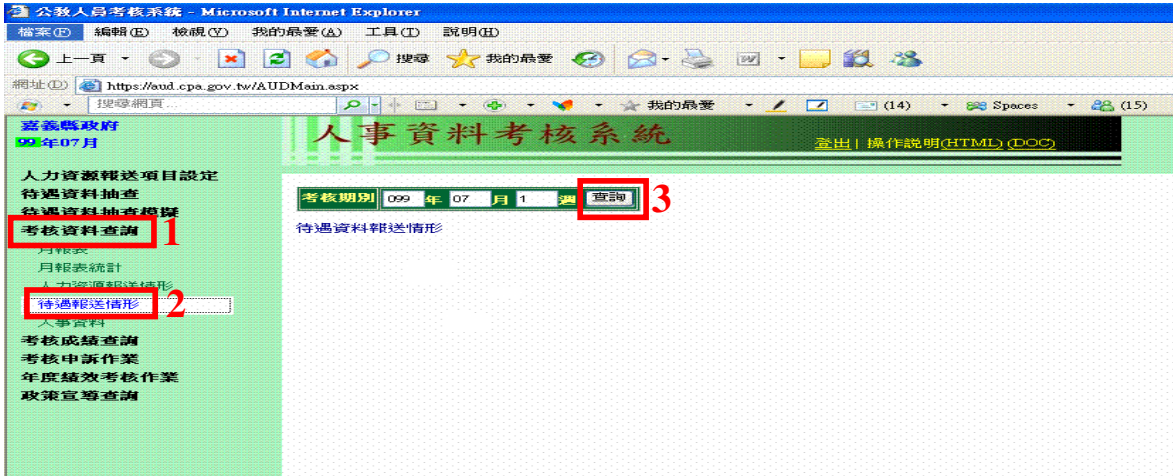 公教人員考核系統 - Microsoft Internet Explorer
檔案(F) 編輯(E) 檢視(V) 我的最愛(A) 工具(T) 說明(H)
上一頁 搜尋 我的最愛
網址(D) https://aud.cpa.gov.tw/AUDMain.aspx
搜尋網頁... 我的最愛 (14) Spaces (15)
嘉義縣政府
99年07月
人事資料考核系統
登出 | 操作說明(HTML) (DOC)
人力資源報送項目設定
待遇資料抽查
待遇資料抽查模擬
考核資料查詢 1
月報表
月報表統計
人力資源報送情形
待遇報送情形 2
人事資料
考核成績查詢
考核申訴作業
年度績效考核作業
政策宣導查詢
考核期別 099 年 07 月 1 週 查詢 3
待遇資料報送情形